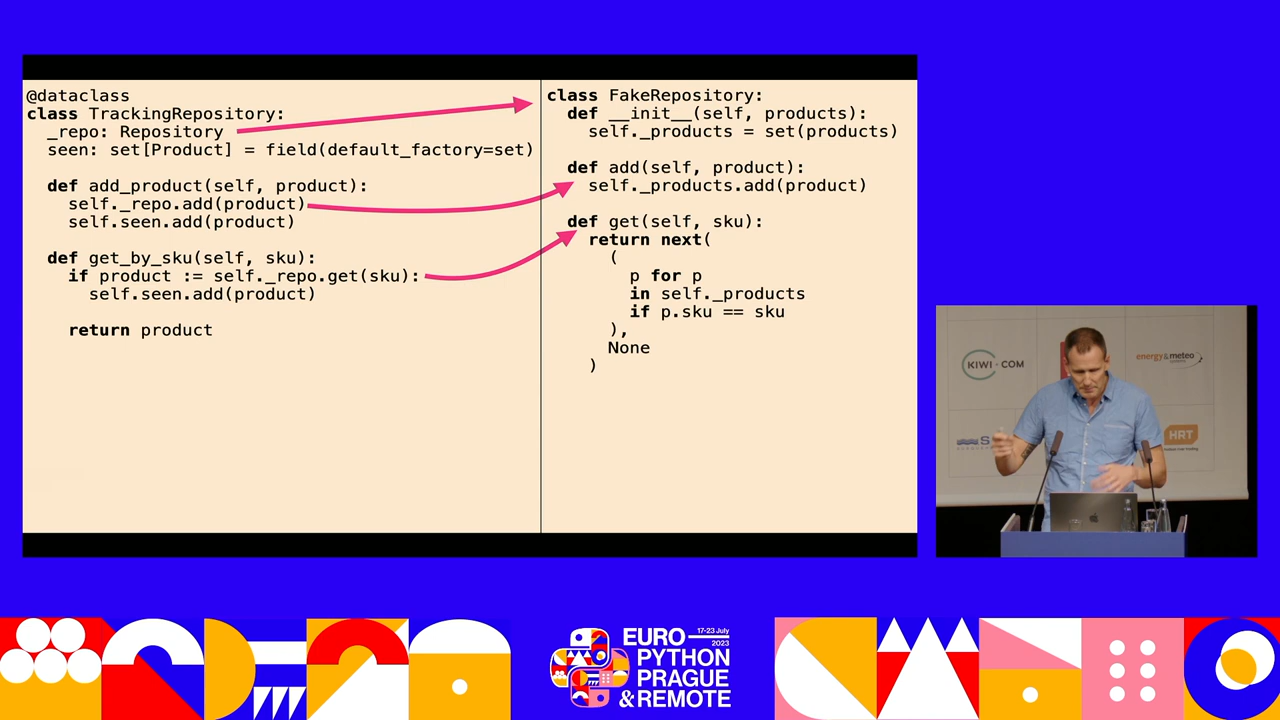 @dataclass
class TrackingRepository:
  _repo: Repository
  seen: set[Product] = field(default_factory=set)

  def add_product(self, product):
    self._repo.add(product)
    self.seen.add(product)

  def get_by_sku(self, sku):
    if product := self._repo.get(sku):
      self.seen.add(product)

    return product
class FakeRepository:
  def __init__(self, products):
    self._products = set(products)

  def add(self, product):
    self._products.add(product)

  def get(self, sku):
    return next(
      (
        p for p
        in self._products
        if p.sku == sku
      ),
      None
    )
KIWI COM
energy & meteo
systems
HRT
EURO
17-23 July
2023
PYTHON
PRAGUE
& REMOTE